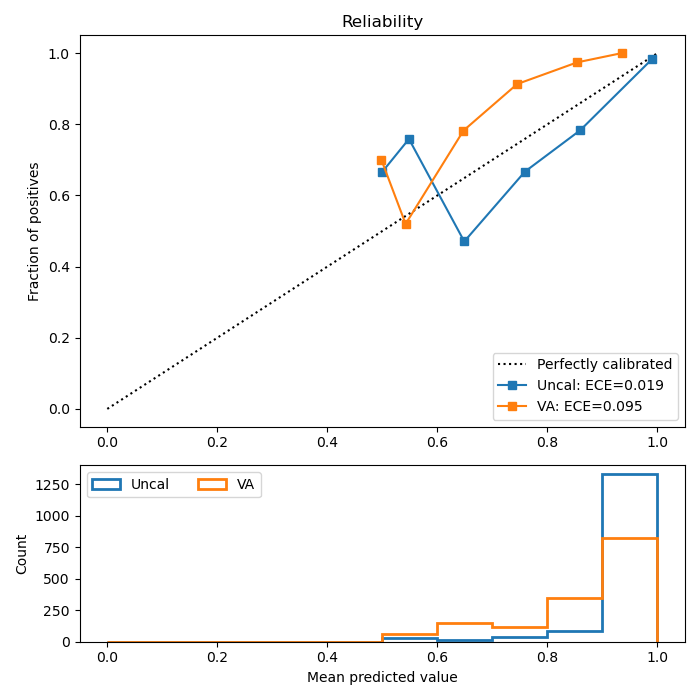 Reliability
1.0
0.8
0.6
0.4
0.2
0.0
Fraction of positives
Perfectly calibrated
Uncal: ECE=0.019
VA: ECE=0.095
0.0 0.2 0.4 0.6 0.8 1.0
Uncal VA
1250
1000
750
500
250
0
Count
0.0 0.2 0.4 0.6 0.8 1.0
Mean predicted value